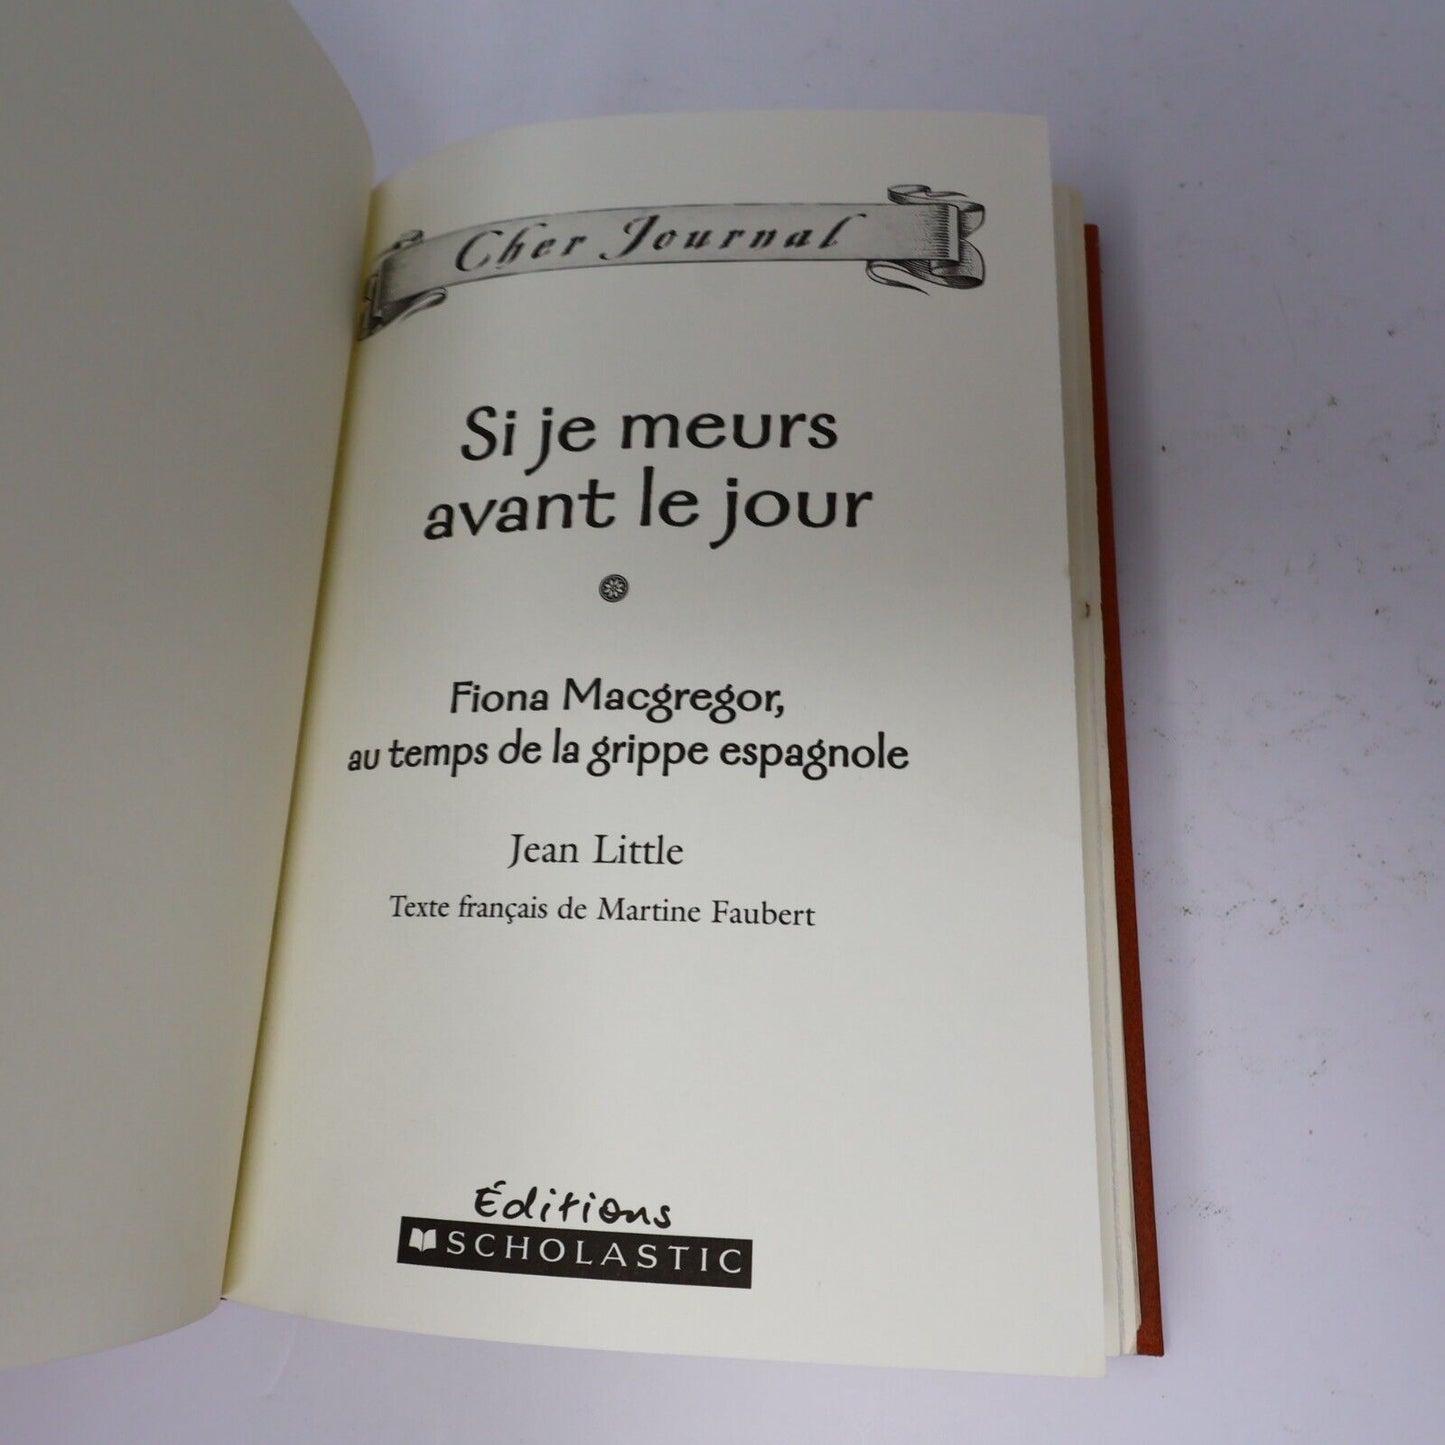 Cher Journal
Si je meurs
avant le jour
Fiona Macgregor,
au temps de la grippe espagnole
Jean Little
Texte français de Martine Faubert
Éditions
SCHOLASTIC